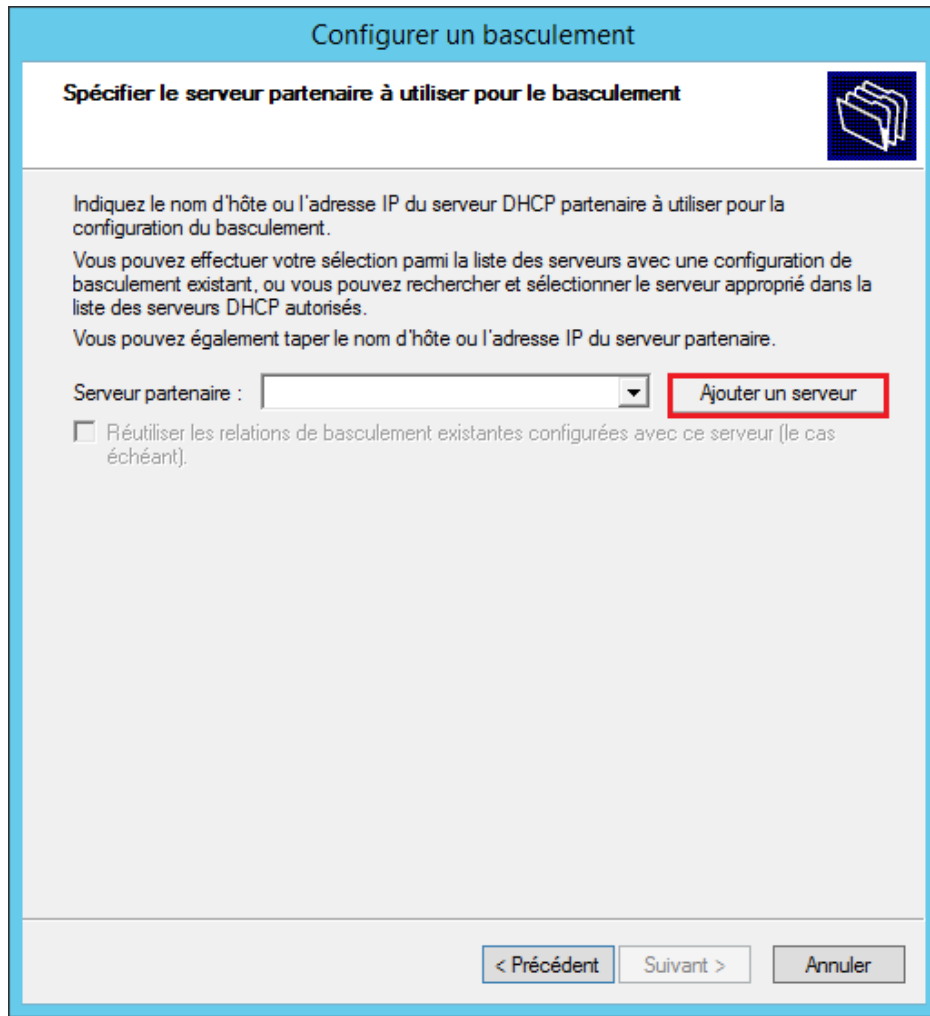 Configurer un basculement
Spécifier le serveur partenaire à utiliser pour le basculement
Indiquez le nom d'hôte ou l'adresse IP du serveur DHCP partenaire à utiliser pour la
configuration du basculement.
Vous pouvez effectuer votre sélection parmi la liste des serveurs avec une configuration de
basculement existant, ou vous pouvez rechercher et sélectionner le serveur approprié dans la
liste des serveurs DHCP autorisés.
Vous pouvez également taper le nom d'hôte ou l'adresse IP du serveur partenaire.
Serveur partenaire : Ajouter un serveur
Réutiliser les relations de basculement existantes configurées avec ce serveur (le cas
échéant).
< Précédent Suivant > Annuler